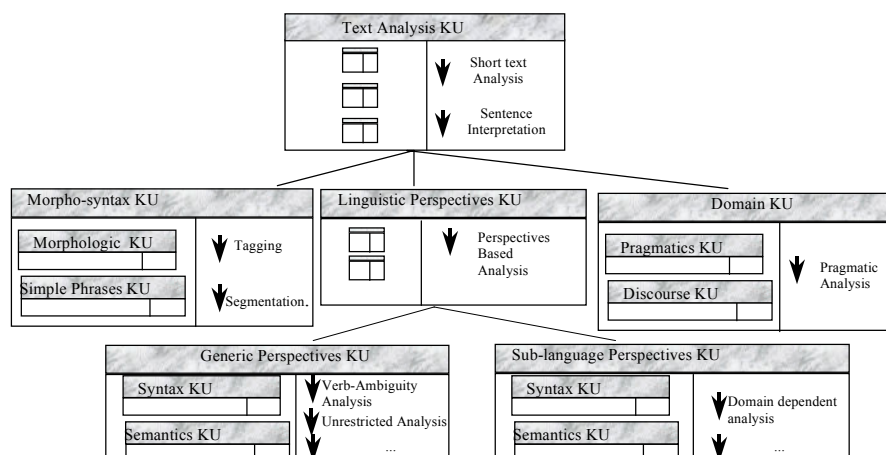 Text Analysis KU
Short text
Analysis
Sentence
Interpretation
Morpho-syntax KU
Morphologic KU
Simple Phrases KU
Tagging
Segmentation.
Linguistic Perspectives KU
Perspectives
Based
Analysis
Domain KU
Pragmatics KU
Discourse KU
Pragmatic
Analysis
Generic Perspectives KU
Syntax KU
Semantics KU
Verb-Ambiguity
Analysis
Unrestricted Analysis
...
Sub-language Perspectives KU
Syntax KU
Semantics KU
Domain dependent
analysis
...